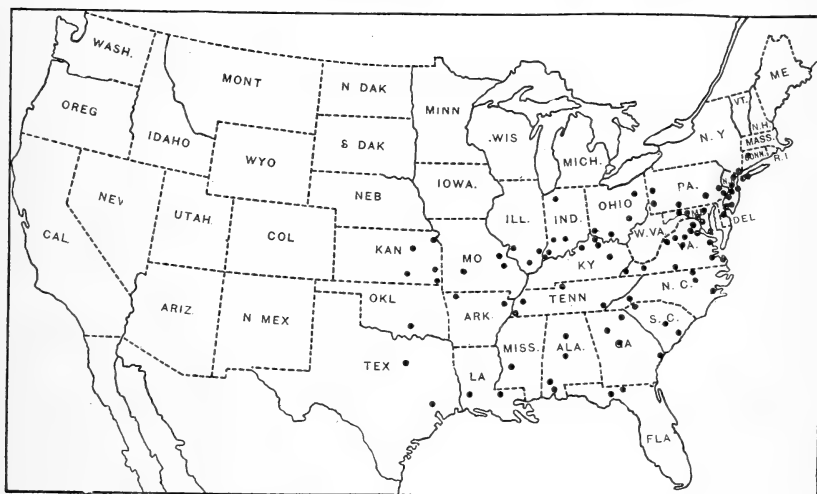 WASH.
MONT
N DAK
MINN
ME
VT.
N.H.
OREG
IDAHO
S DAK
WIS
MICH.
N.Y
MASS.
CONN.
R.I
WYO
NEB
IOWA.
PA.
NEV.
UTAH.
COL
ILL.
IND.
OHIO
DEL
CAL.
KAN
MO
W.VA.
VA.
KY
ARIZ.
N MEX
OKL
ARK.
TENN
N.C.
S.C.
TEX
LA
MISS.
ALA.
GA
FLA